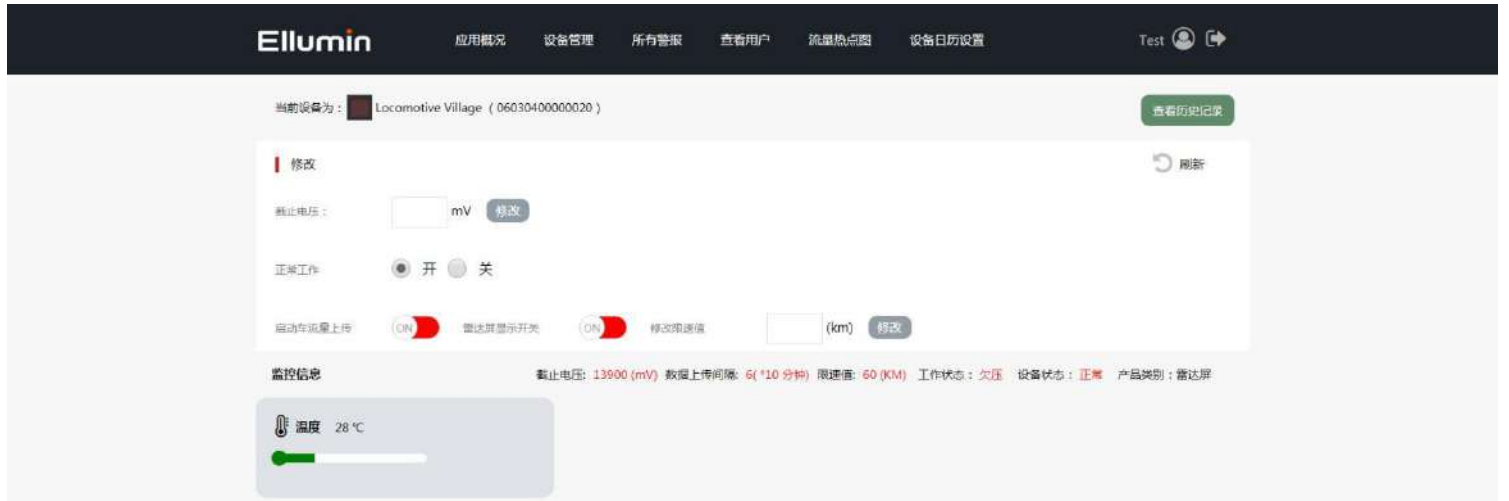 Ellumin 应用概况 设备管理 所有警报 查看用户 流量热点图 设备日历设置 Test
当前设备为： Locomotive Village ( 06030400000020 ) 查看历史记录
修改 刷新
截止电压： mV 修改
正常工作 开 关
启动车流量上传 ON 雷达屏显示开关 ON 修改限速值 (km) 修改
监控信息 截止电压: 13900 (mV) 数据上传间隔: 6( *10 分钟) 限速值: 60 (KM) 工作状态： 欠压 设备状态： 正常 产品类别：雷达屏
温度 28 ℃